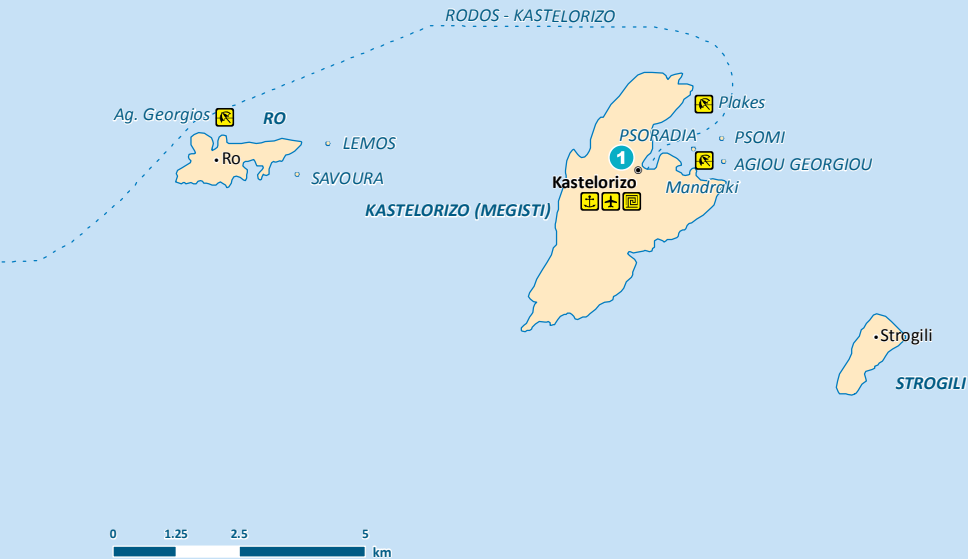 RODOS - KASTELORIZO
Ag. Georgios
RO
Plakes
LEMOS
PSORADIA
PSOMI
Ro
1
AGIOU GEORGIOU
SAVOURA
Kastelorizo
Mandraki
KASTELORIZO (MEGISTI)
Strogili
STROGILI
0 1.25 2.5 5
km